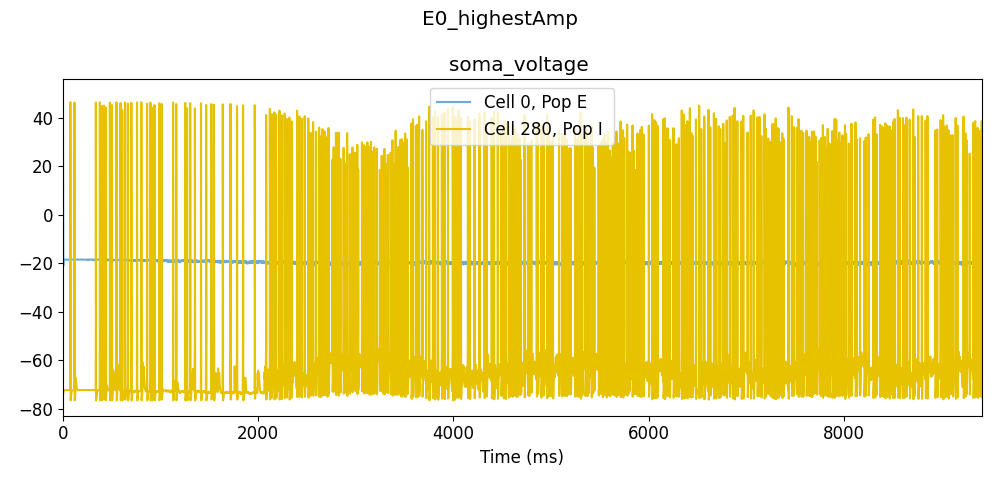 E0_highestAmp
soma_voltage
Cell 0, Pop E
Cell 280, Pop I
40
20
0
−20
−40
−60
−80
0 2000 4000 6000 8000
Time (ms)